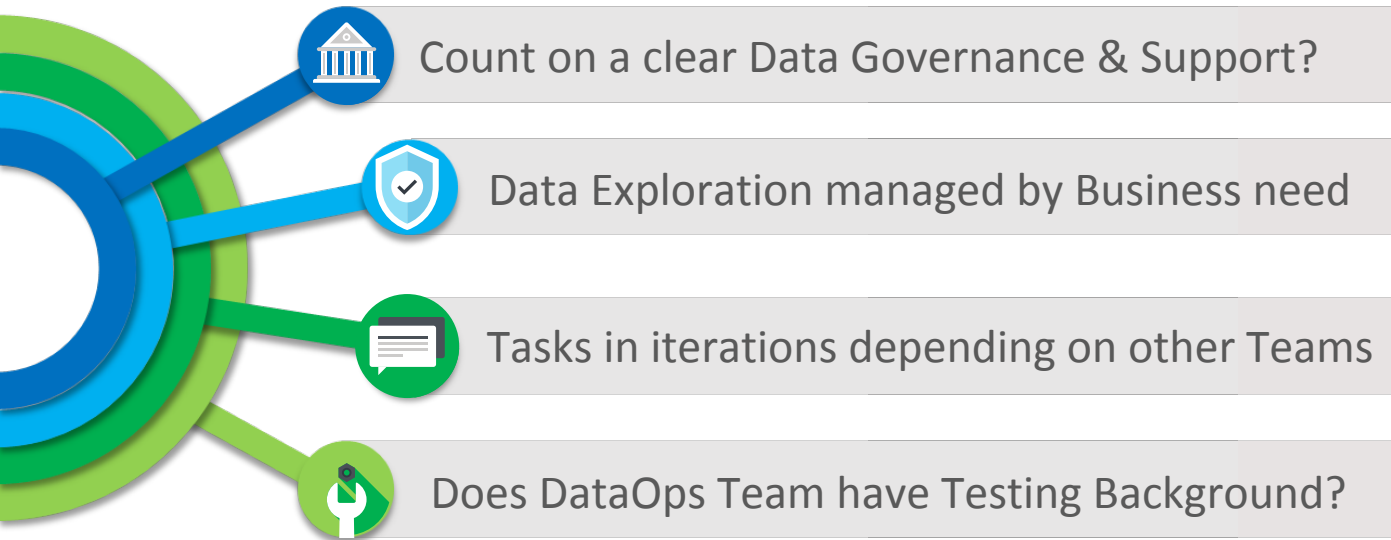 Count on a clear Data Governance & Support?
Data Exploration managed by Business need
Tasks in iterations depending on other Teams
Does DataOps Team have Testing Background?